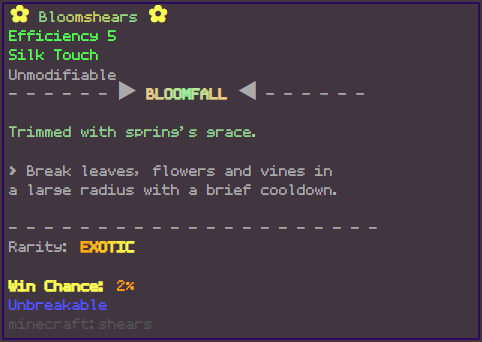 ✿ Bloomshears ✿
Efficiency 5
Silk Touch
Unmodifiable
- - - - - - ▶ BLOOMFALL ◀ - - - - - -
Trimmed with spring's grace.
> Break leaves, flowers and vines in
a large radius with a brief cooldown.
- - - - - - - - - - - - - - - - - - - - - -
Rarity: EXOTIC
Win Chance: 2%
Unbreakable
minecraft:shears